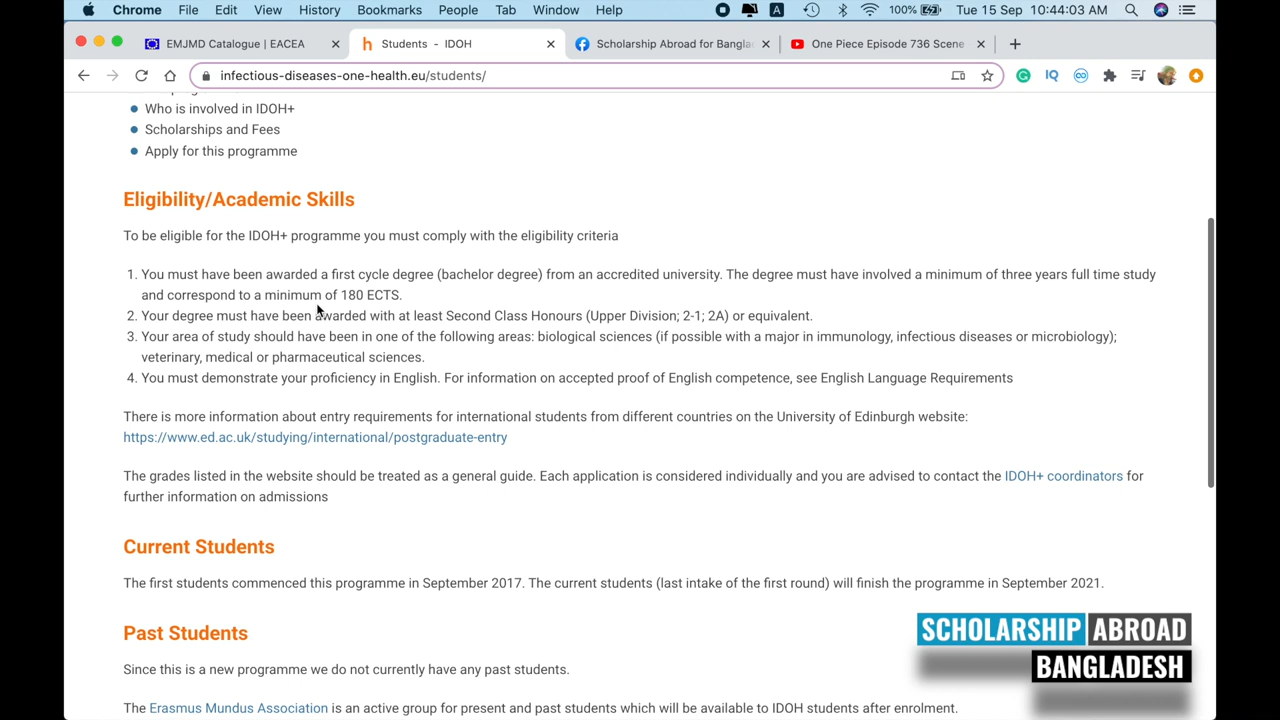 Chrome File Edit View History Bookmarks People Tab Window Help A 100% Tue 15 Sep 10:44:03 AM
EMJMD Catalogue | EACEA Students - IDOH Scholarship Abroad for Bangla One Piece Episode 736 Scene
infectious-diseases-one-health.eu/students/ IQ
Who is involved in IDOH+
Scholarships and Fees
Apply for this programme
Eligibility/Academic Skills
To be eligible for the IDOH+ programme you must comply with the eligibility criteria
1. You must have been awarded a first cycle degree (bachelor degree) from an accredited university. The degree must have involved a minimum of three years full time study
and correspond to a minimum of 180 ECTS.
2. Your degree must have been awarded with at least Second Class Honours (Upper Division; 2-1; 2A) or equivalent.
3. Your area of study should have been in one of the following areas: biological sciences (if possible with a major in immunology, infectious diseases or microbiology);
veterinary, medical or pharmaceutical sciences.
4. You must demonstrate your proficiency in English. For information on accepted proof of English competence, see English Language Requirements
There is more information about entry requirements for international students from different countries on the University of Edinburgh website:
https://www.ed.ac.uk/studying/international/postgraduate-entry
The grades listed in the website should be treated as a general guide. Each application is considered individually and you are advised to contact the IDOH+ coordinators for
further information on admissions
Current Students
The first students commenced this programme in September 2017. The current students (last intake of the first round) will finish the programme in September 2021.
Past Students
Since this is a new programme we do not currently have any past students.
The Erasmus Mundus Association is an active group for present and past students which will be available to IDOH students after enrolment.
SCHOLARSHIP ABROAD
BANGLADESH